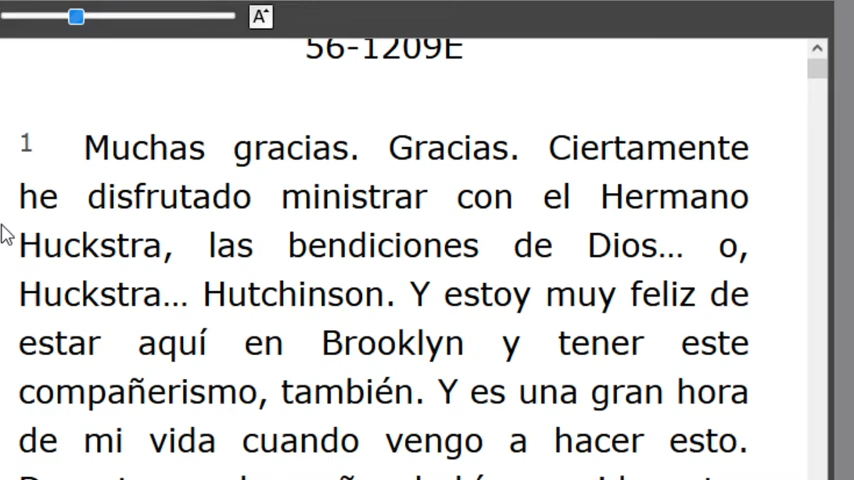 A
56-1209E
1 Muchas gracias. Gracias. Ciertamente
he disfrutado ministrar con el Hermano
Huckstra, las bendiciones de Dios... o,
Huckstra... Hutchinson. Y estoy muy feliz de
estar aquí en Brooklyn y tener este
compañerismo, también. Y es una gran hora
de mi vida cuando vengo a hacer esto.